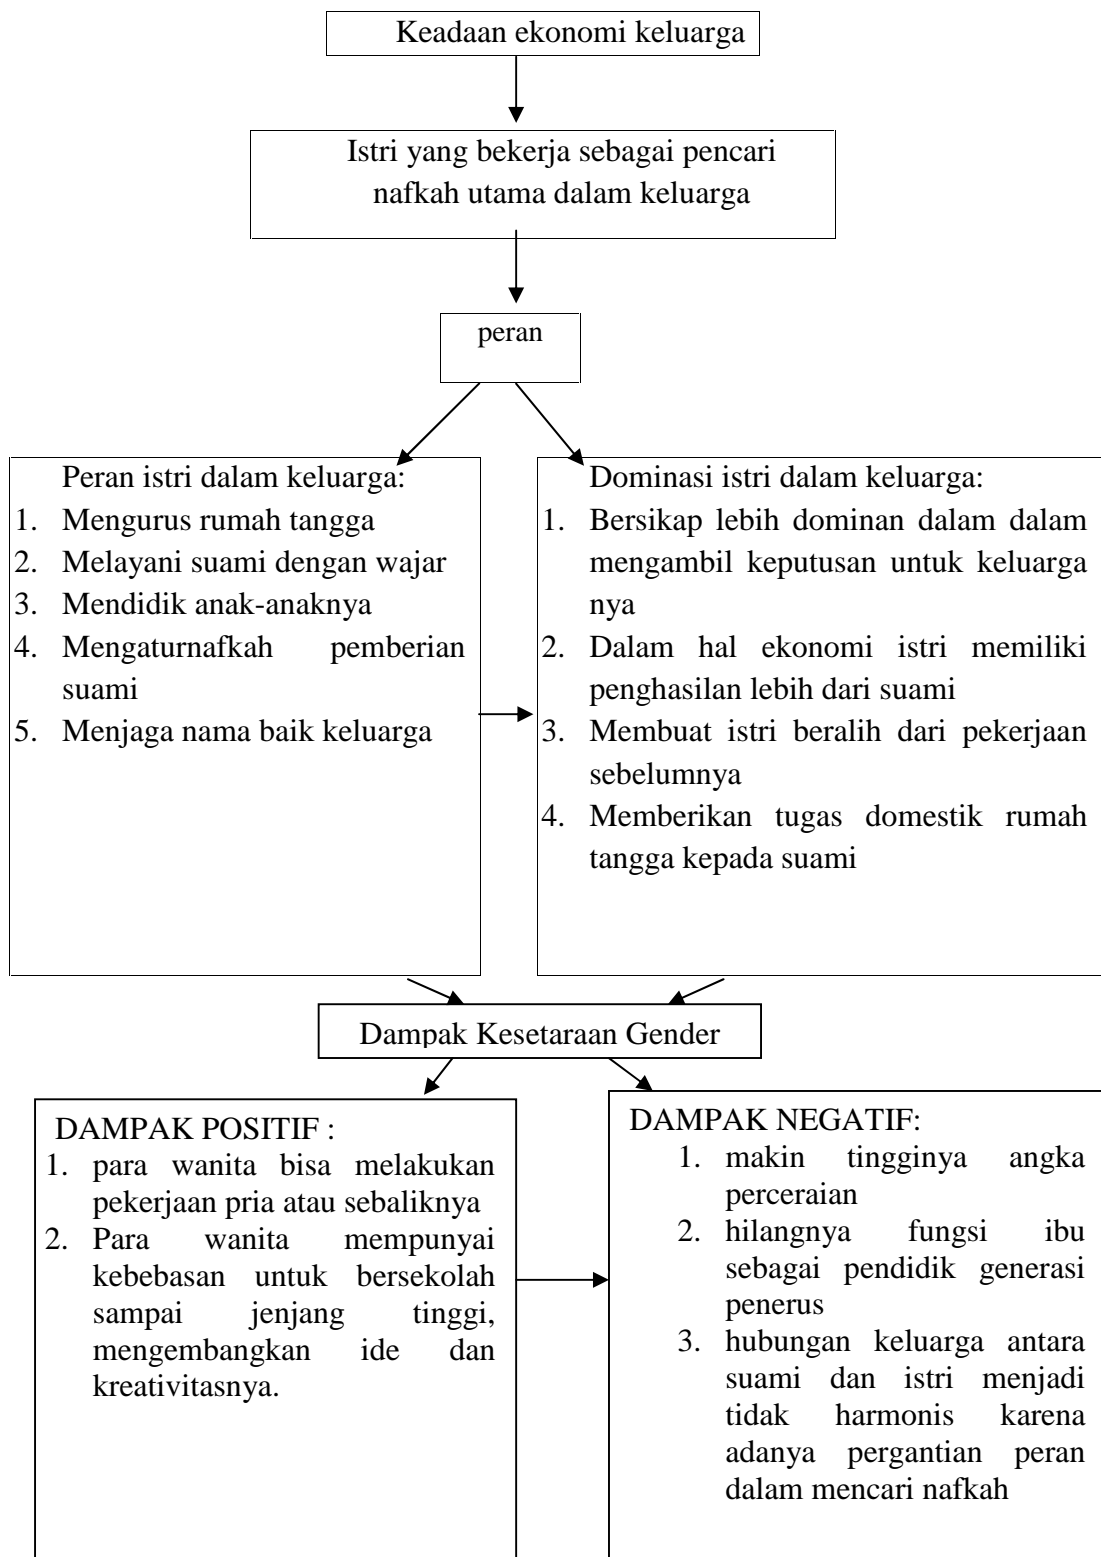 Keadaan ekonomi keluarga
Istri yang bekerja sebagai pencari
nafkah utama dalam keluarga
peran
Peran istri dalam keluarga:
1. Mengurus rumah tangga
2. Melayani suami dengan wajar
3. Mendidik anak-anaknya
4. Mengaturnafkah pemberian
suami
5. Menjaga nama baik keluarga
Dominasi istri dalam keluarga:
1. Bersikap lebih dominan dalam dalam
mengambil keputusan untuk keluarga
nya
2. Dalam hal ekonomi istri memiliki
penghasilan lebih dari suami
3. Membuat istri beralih dari pekerjaan
sebelumnya
4. Memberikan tugas domestik rumah
tangga kepada suami
Dampak Kesetaraan Gender
DAMPAK POSITIF :
1. para wanita bisa melakukan
pekerjaan pria atau sebaliknya
2. Para wanita mempunyai
kebebasan untuk bersekolah
sampai jenjang tinggi,
mengembangkan ide dan
kreativitasnya.
DAMPAK NEGATIF:
1. makin tingginya angka
perceraian
2. hilangnya fungsi ibu
sebagai pendidik generasi
penerus
3. hubungan keluarga antara
suami dan istri menjadi
tidak harmonis karena
adanya pergantian peran
dalam mencari nafkah